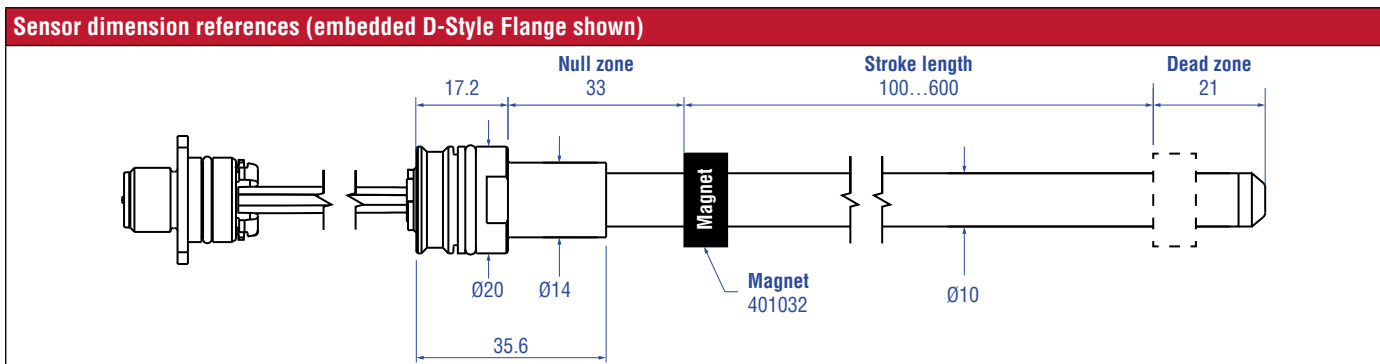 Sensor dimension references (embedded D-Style Flange shown)
Null zone
Stroke length
Dead zone
17.2
33
100...600
21
Magnet
Ø20
Ø14
Magnet
401032
Ø10
35.6